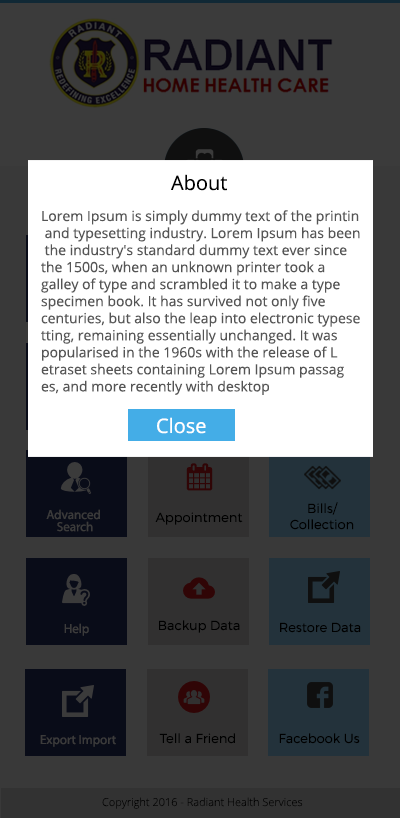 RADIANT
REDEFINING EXCELLENCE
R
RADIANT
HOME HEALTH CARE
About
Lorem Ipsum is simply dummy text of the printin
and typesetting industry. Lorem Ipsum has been
the industry's standard dummy text ever since
the 1500s, when an unknown printer took a
galley of type and scrambled it to make a type
specimen book. It has survived not only five
centuries, but also the leap into electronic typese
tting, remaining essentially unchanged. It was
popularised in the 1960s with the release of L
etraset sheets containing Lorem Ipsum passag
es, and more recently with desktop
Close
Advanced
Search
Appointment
Bills/
Collection
Help
Backup Data
Restore Data
Export Import
Tell a Friend
Facebook Us
Copyright 2016 - Radiant Health Services